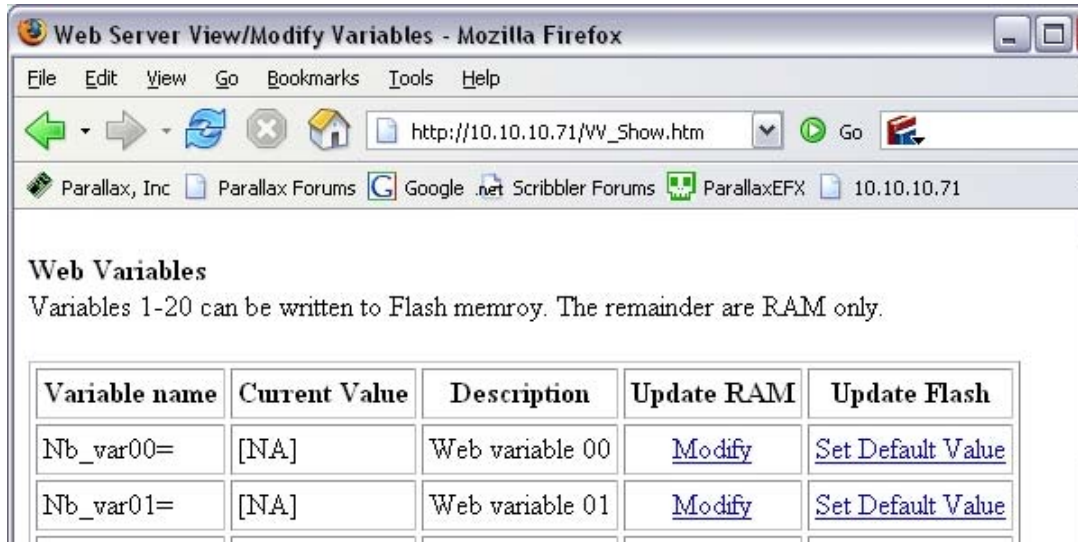 Web Server View/Modify Variables - Mozilla Firefox
File Edit View Go Bookmarks Tools Help
http://10.10.10.71/VV_Show.htm Go
Parallax, Inc Parallax Forums G Google .net Scribbler Forums ParallaxEFX 10.10.10.71
Web Variables
Variables 1-20 can be written to Flash memroy. The remainder are RAM only.
Variable name Current Value Description Update RAM Update Flash
Nb_var00= [NA] Web variable 00 Modify Set Default Value
Nb_var01= [NA] Web variable 01 Modify Set Default Value